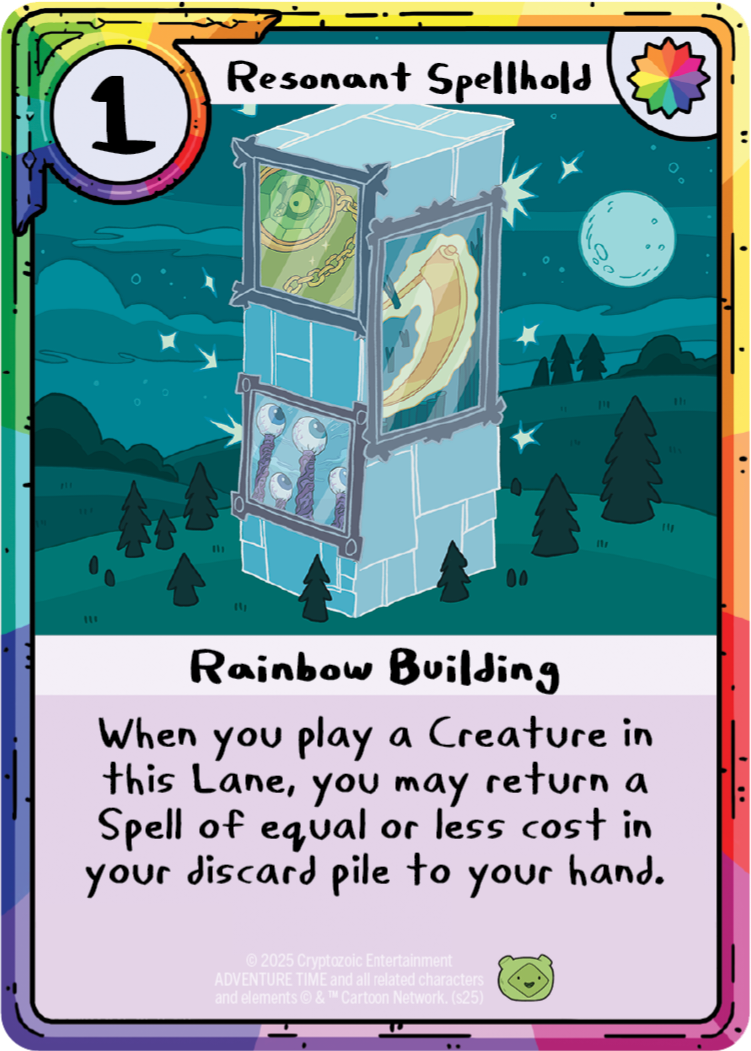 1
Resonant Spellhold
Rainbow Building
When you play a Creature in
this Lane, you may return a
Spell of equal or less cost in
your discard pile to your hand.
© 2025 Cryptozoic Entertainment
ADVENTURE TIME and all related characters
and elements © & ™ Cartoon Network. (s25)